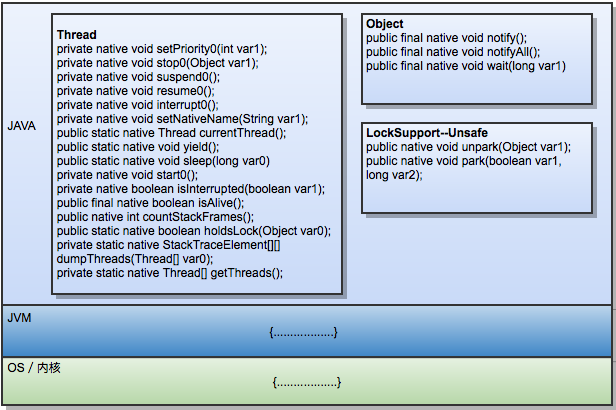 JAVA
Thread
private native void setPriority0(int var1);
private native void stop0(Object var1);
private native void suspend0();
private native void resume0();
private native void interrupt0();
private native void setNativeName(String var1);
public static native Thread currentThread();
public static native void yield();
public static native void sleep(long var0)
private native void start0();
private native boolean isInterrupted(boolean var1);
public final native boolean isAlive();
public native int countStackFrames();
public static native boolean holdsLock(Object var0);
private static native StackTraceElement[][]
dumpThreads(Thread[] var0);
private static native Thread[] getThreads();
Object
public final native void notify();
public final native void notifyAll();
public final native void wait(long var1)
LockSupport--Unsafe
public native void unpark(Object var1);
public native void park(boolean var1,
long var2);
JVM
{..................}
OS / 内核
{..................}